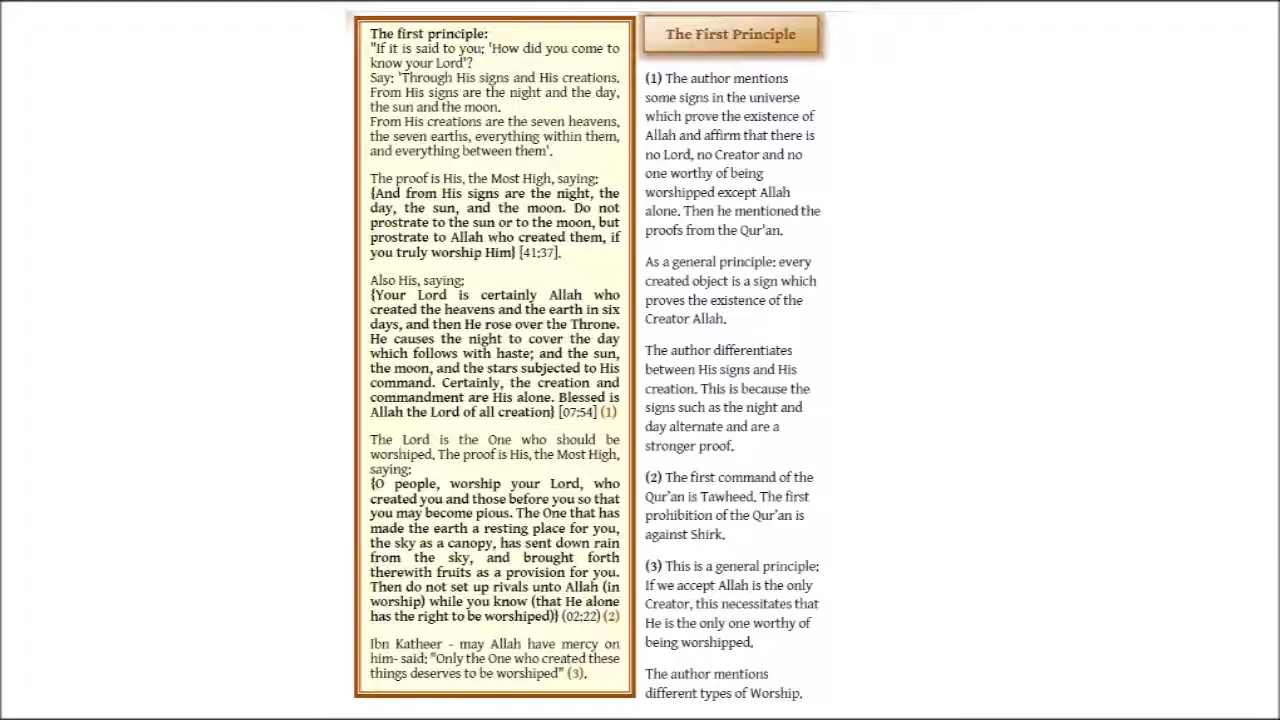 The first principle:
"If it is said to you; 'How did you come to
know your Lord'?
Say: 'Through His signs and His creations.
From His signs are the night and the day,
the sun and the moon.
From His creations are the seven heavens,
the seven earths, everything within them,
and everything between them'.
The proof is His, the Most High, saying;
{And from His signs are the night, the
day, the sun, and the moon. Do not
prostrate to the sun or to the moon, but
prostrate to Allah who created them, if
you truly worship Him} [41:37].
Also His, saying;
{Your Lord is certainly Allah who
created the heavens and the earth in six
days, and then He rose over the Throne.
He causes the night to cover the day
which follows with haste; and the sun,
the moon, and the stars subjected to His
command. Certainly, the creation and
commandment are His alone. Blessed is
Allah the Lord of all creation} [07:54] (1)
The Lord is the One who should be
worshiped. The proof is His, the Most High,
saying;
{O people, worship your Lord, who
created you and those before you so that
you may become pious. The One that has
made the earth a resting place for you,
the sky as a canopy, has sent down rain
from the sky, and brought forth
therewith fruits as a provision for you.
Then do not set up rivals unto Allah (in
worship) while you know (that He alone
has the right to be worshiped)} (02:22) (2)
Ibn Katheer - may Allah have mercy on
him- said; "Only the One who created these
things deserves to be worshiped" (3).
The First Principle
(1) The author mentions
some signs in the universe
which prove the existence of
Allah and affirm that there is
no Lord, no Creator and no
one worthy of being
worshipped except Allah
alone. Then he mentioned the
proofs from the Qur'an.
As a general principle: every
created object is a sign which
proves the existence of the
Creator Allah.
The author differentiates
between His signs and His
creation. This is because the
signs such as the night and
day alternate and are a
stronger proof.
(2) The first command of the
Qur'an is Tawheed. The first
prohibition of the Qur'an is
against Shirk.
(3) This is a general principle;
If we accept Allah is the only
Creator, this necessitates that
He is the only one worthy of
being worshipped.
The author mentions
different types of Worship.